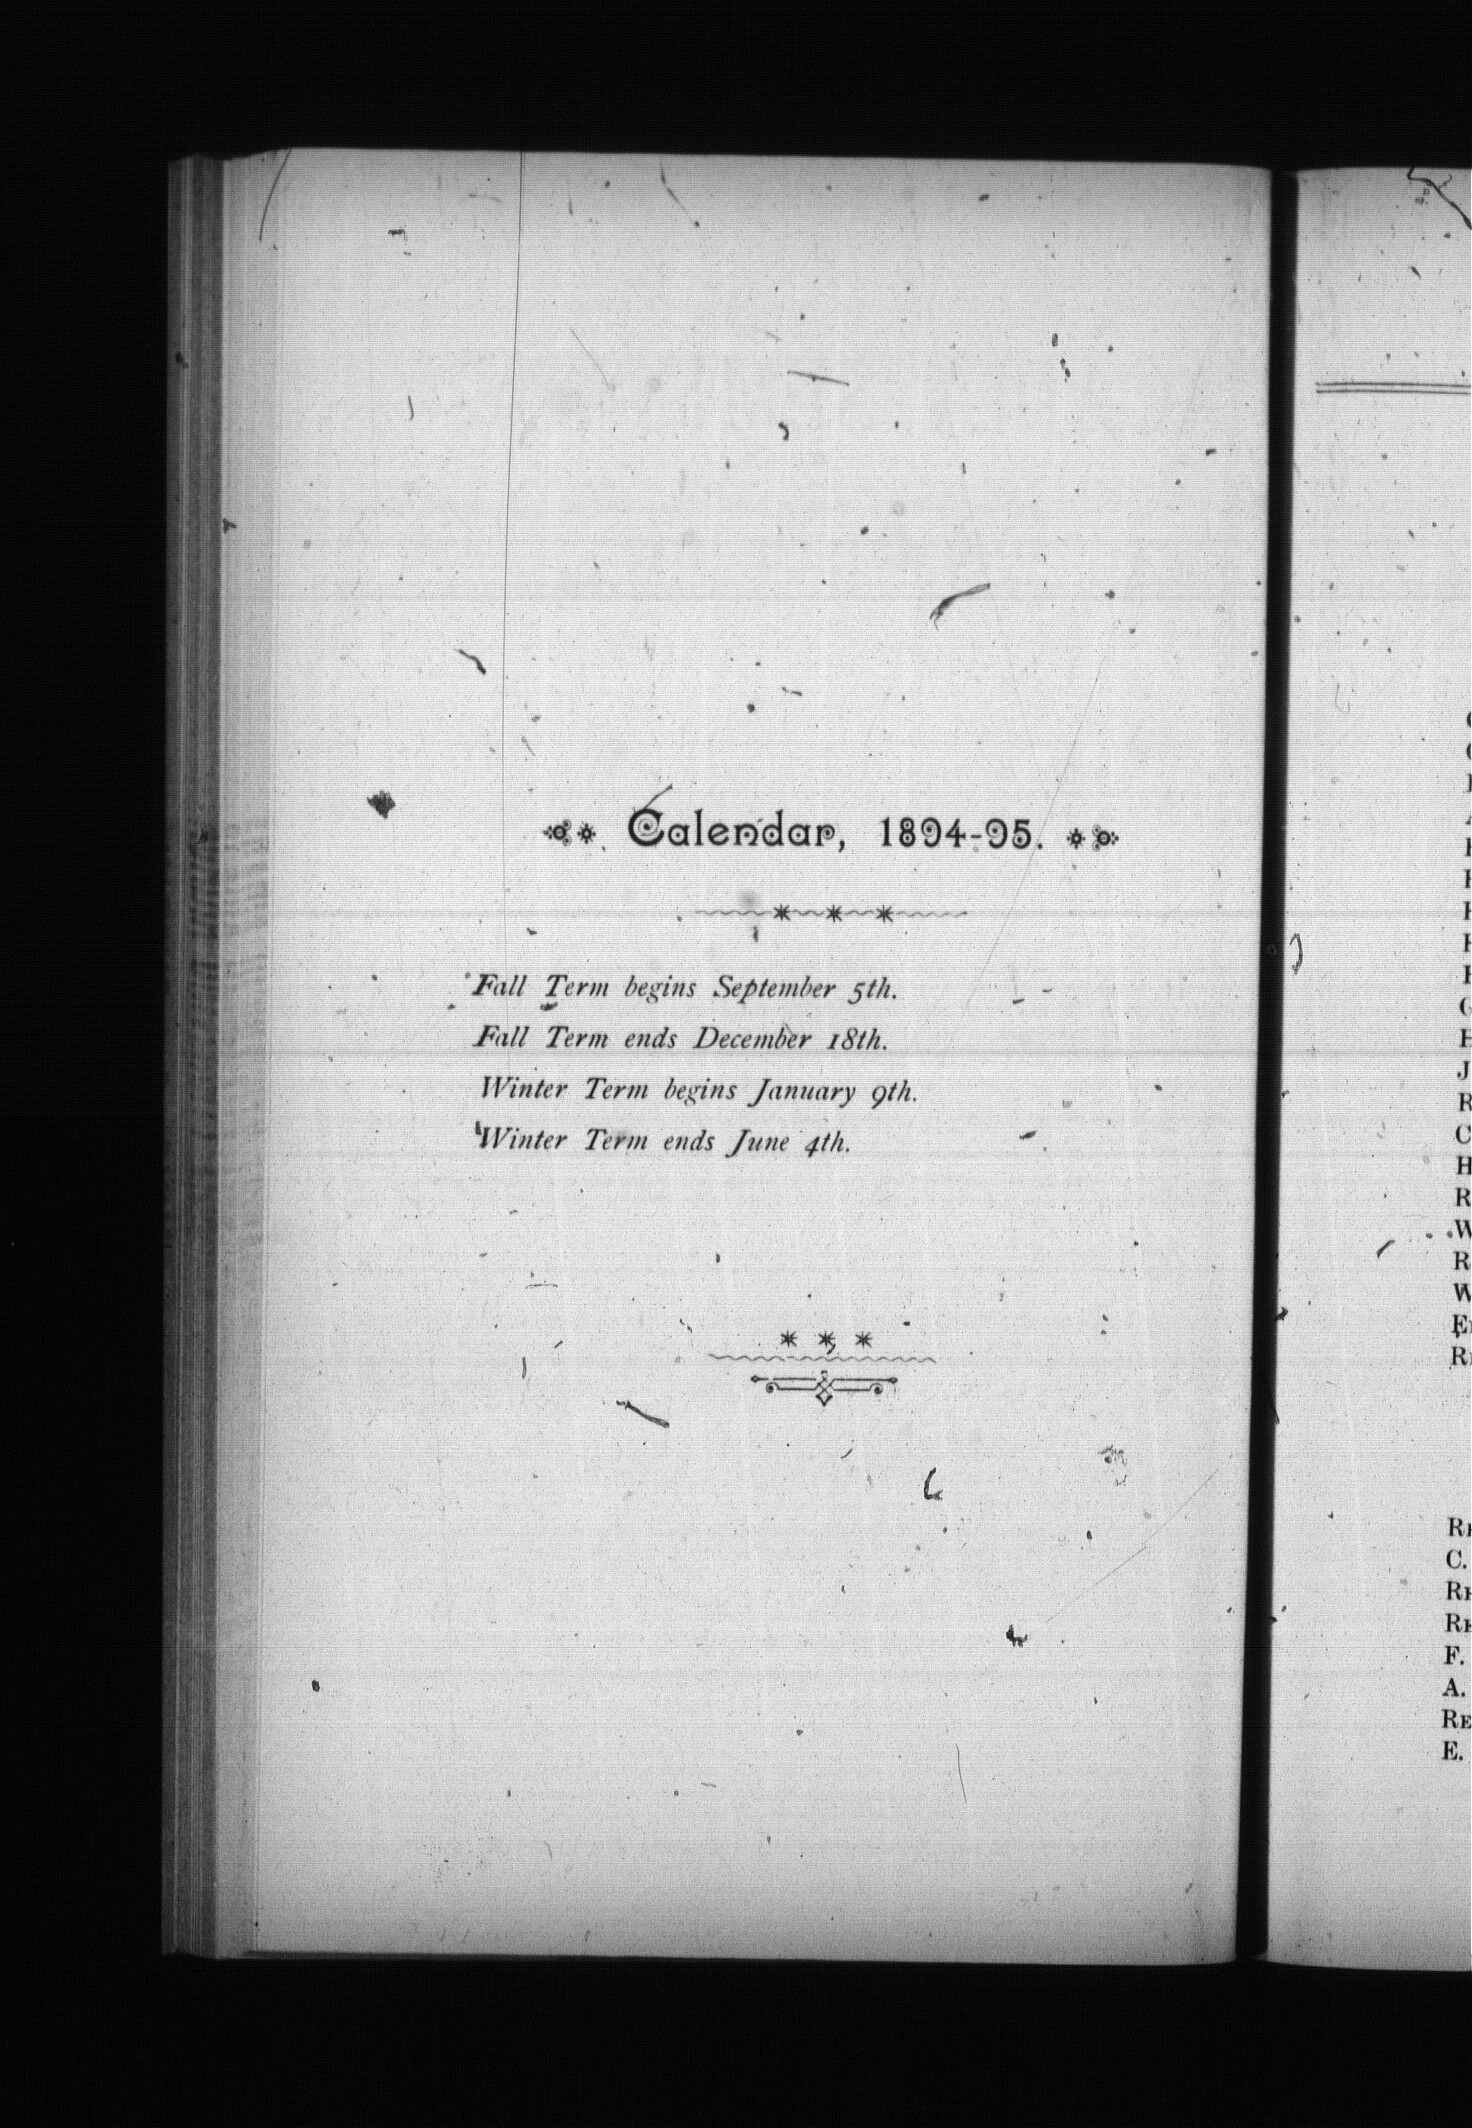 Calendar, 1894-95.
Fall Term begins September 5th.
Fall Term ends December 18th.
Winter Term begins January 9th.
Winter Term ends June 4th.
J
R
C
H
R
W
R
W
C.
F.
A.
E.